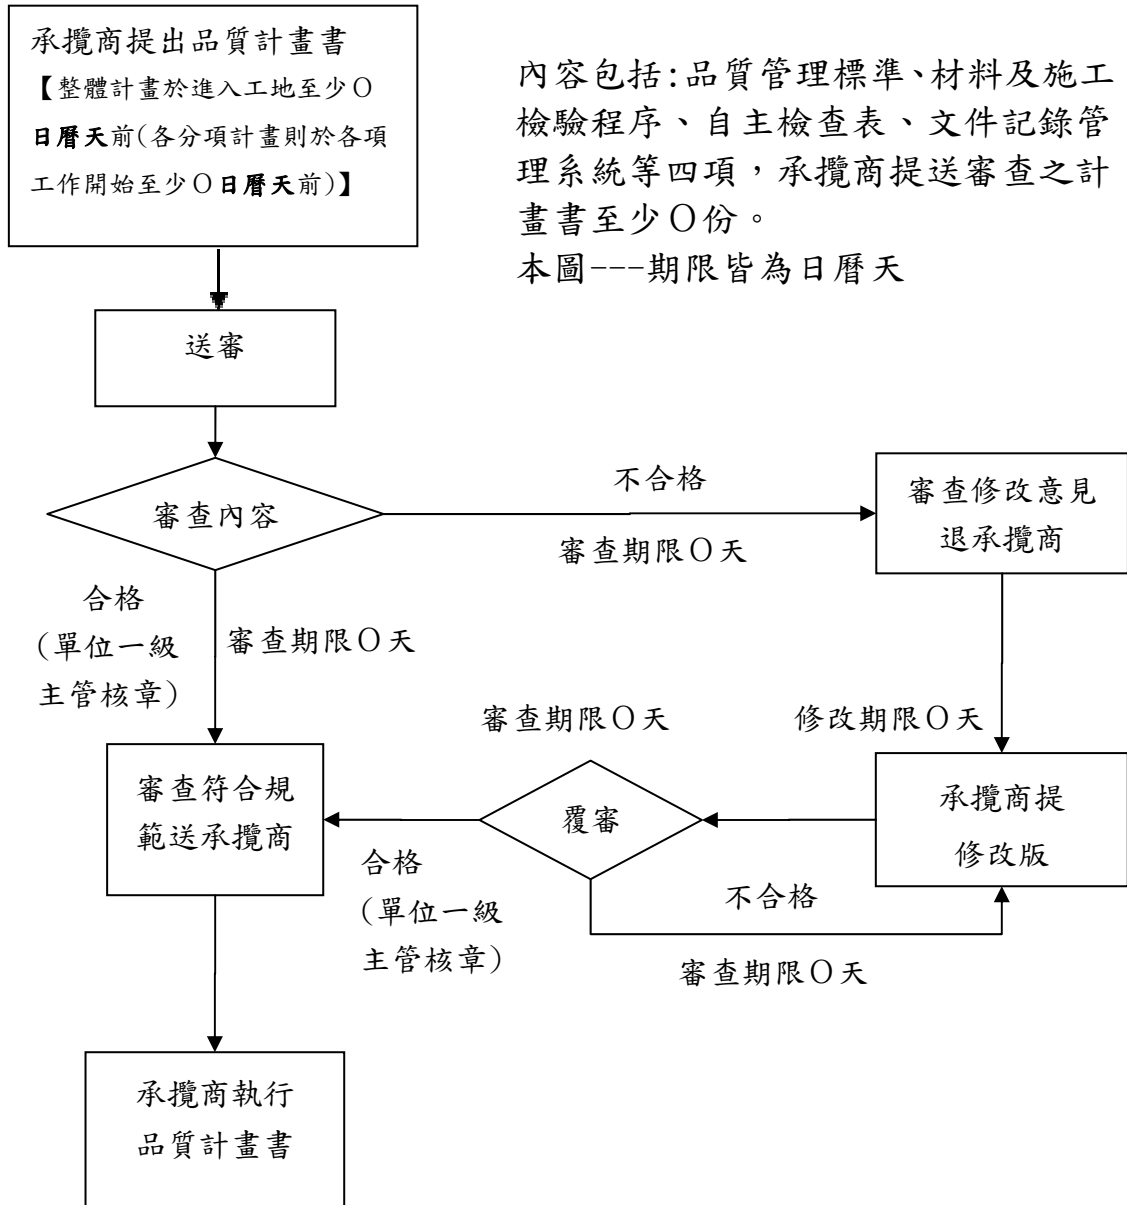 承攬商提出品質計畫書
【整體計畫於進入工地至少○
日曆天前(各分項計畫則於各項
工作開始至少○日曆天前)】
內容包括:品質管理標準、材料及施工
檢驗程序、自主檢查表、文件記錄管
理系統等四項，承攬商提送審查之計
畫書至少○份。
本圖---期限皆為日曆天
送審
審查內容
不合格
審查期限○天
審查修改意見
退承攬商
合格
(單位一級
主管核章)
審查期限○天
審查期限○天
修改期限○天
審查符合規
範送承攬商
覆審
承攬商提
修改版
合格
(單位一級
主管核章)
不合格
審查期限○天
承攬商執行
品質計畫書